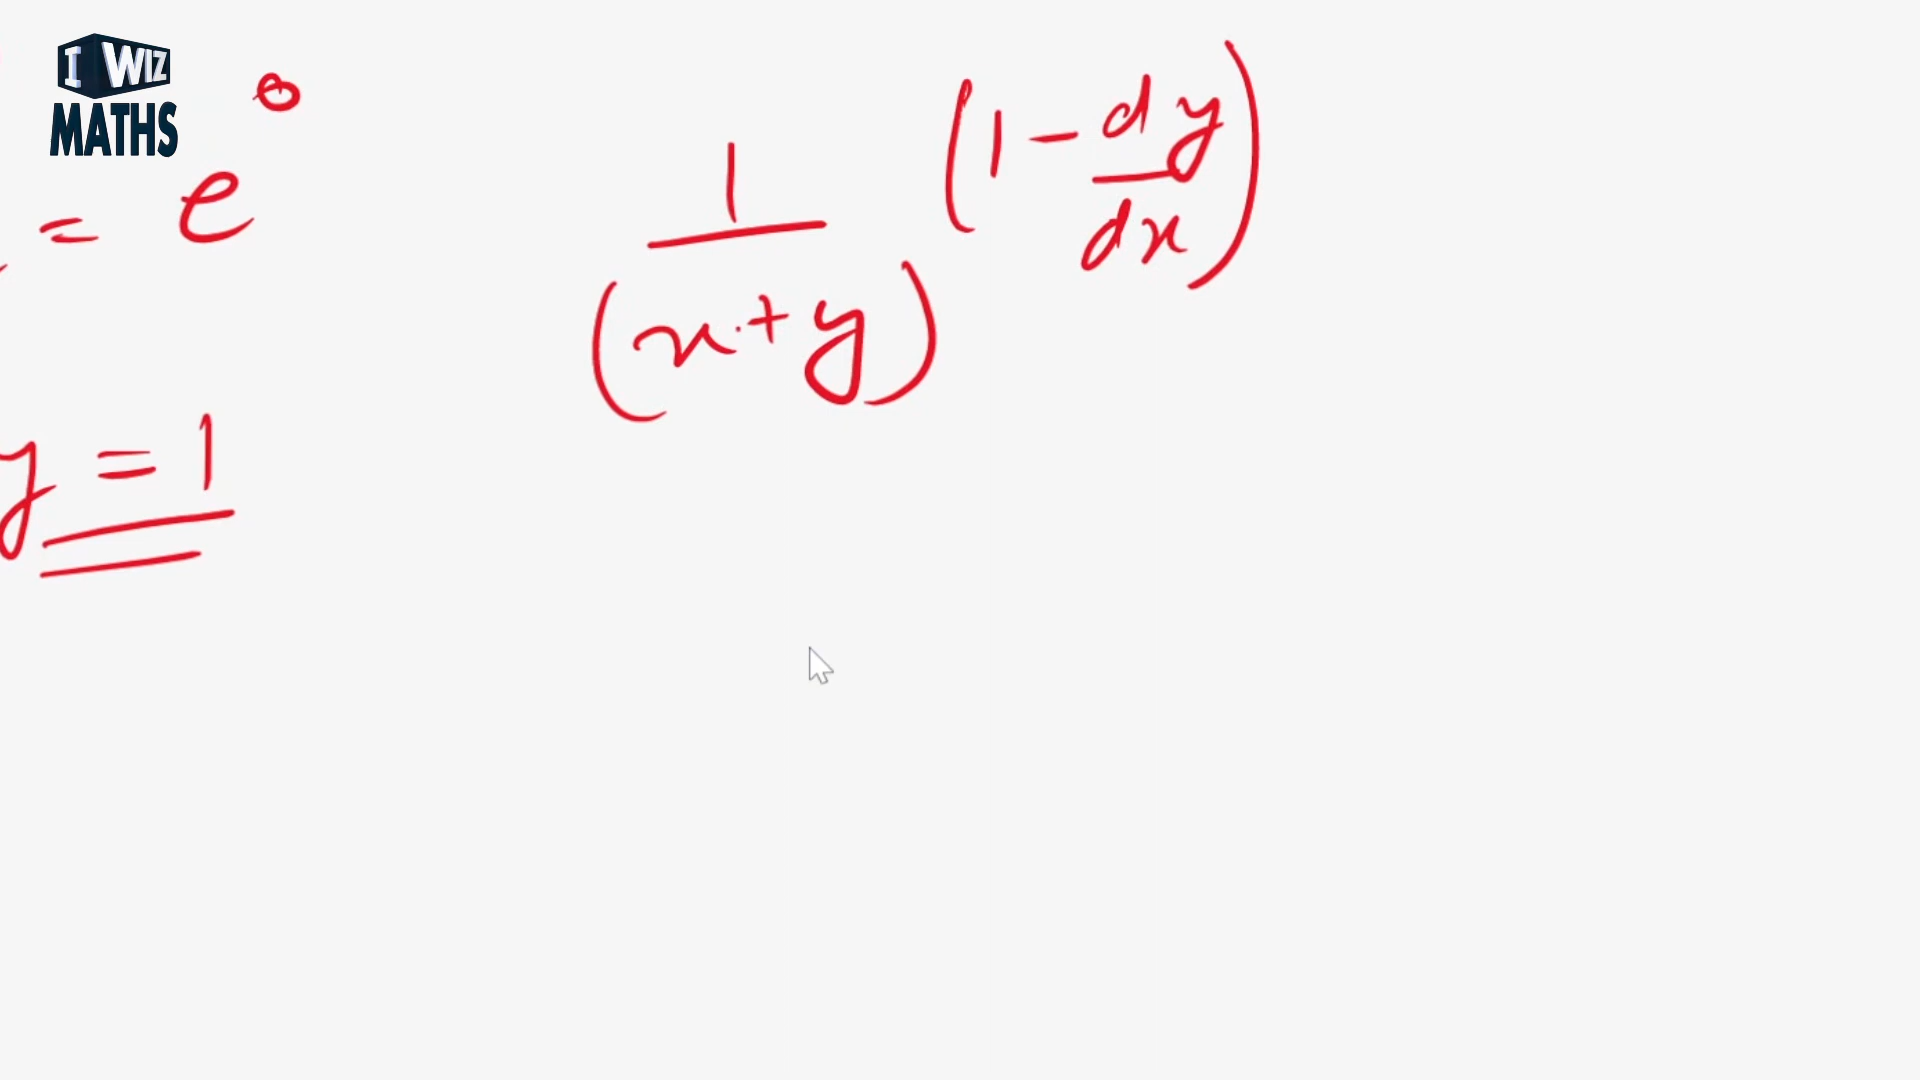 I WIZ
MATHS
= e^0
y = 1
1/(x+y) (1 - dy/dx)